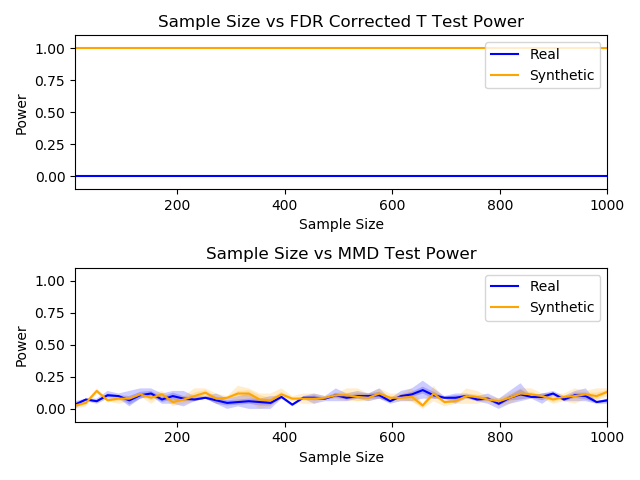 Sample Size vs FDR Corrected T Test Power
1.00
0.75
0.50
0.25
0.00
Power
Real
Synthetic
200
400
600
800
1000
Sample Size
Sample Size vs MMD Test Power
1.00
0.75
0.50
0.25
0.00
Power
Real
Synthetic
200
400
600
800
1000
Sample Size